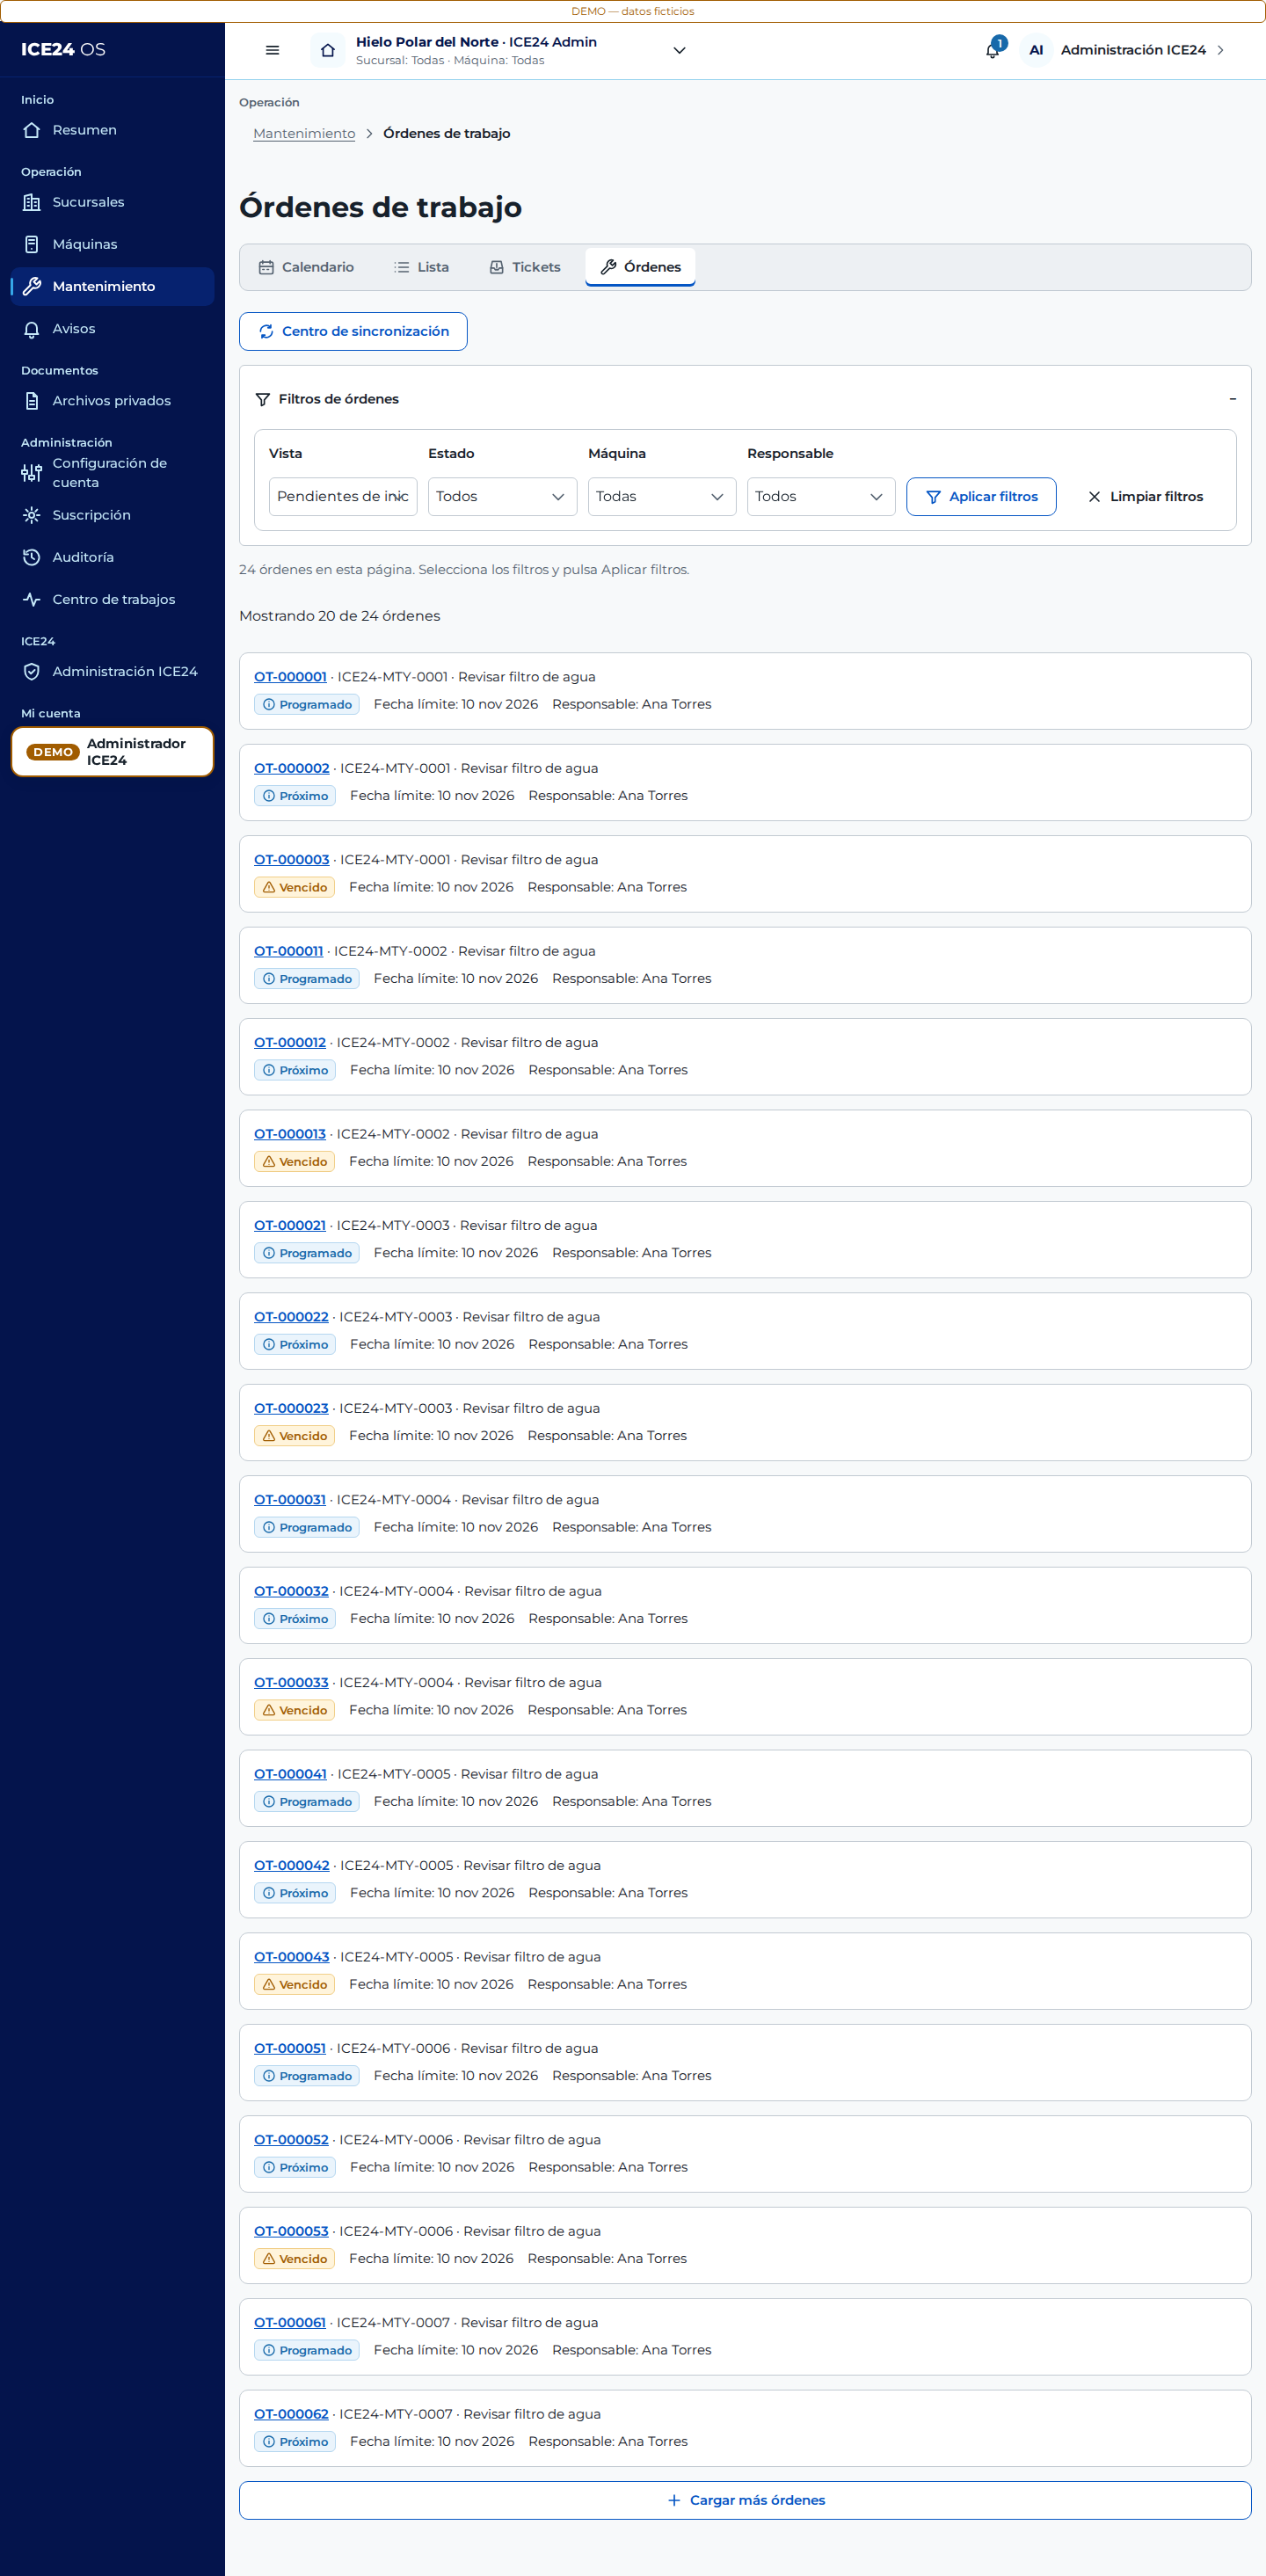 DEMO — datos ficticios
ICE24 OS
Inicio
Resumen
Operación
Sucursales
Máquinas
Mantenimiento
Avisos
Documentos
Archivos privados
Administración
Configuración de
cuenta
Suscripción
Auditoría
Centro de trabajos
ICE24
Administración ICE24
Mi cuenta
DEMO Administrador
ICE24
Hielo Polar del Norte · ICE24 Admin
Sucursal: Todas · Máquina: Todas
1
AI Administración ICE24
Operación
Mantenimiento > Órdenes de trabajo
Órdenes de trabajo
Calendario Lista Tickets Órdenes
Centro de sincronización
Filtros de órdenes −
Vista Estado Máquina Responsable
Pendientes de inic Todos Todas Todos Aplicar filtros Limpiar filtros
24 órdenes en esta página. Selecciona los filtros y pulsa Aplicar filtros.
Mostrando 20 de 24 órdenes
OT-000001 · ICE24-MTY-0001 · Revisar filtro de agua
Programado Fecha límite: 10 nov 2026 Responsable: Ana Torres
OT-000002 · ICE24-MTY-0001 · Revisar filtro de agua
Próximo Fecha límite: 10 nov 2026 Responsable: Ana Torres
OT-000003 · ICE24-MTY-0001 · Revisar filtro de agua
Vencido Fecha límite: 10 nov 2026 Responsable: Ana Torres
OT-000011 · ICE24-MTY-0002 · Revisar filtro de agua
Programado Fecha límite: 10 nov 2026 Responsable: Ana Torres
OT-000012 · ICE24-MTY-0002 · Revisar filtro de agua
Próximo Fecha límite: 10 nov 2026 Responsable: Ana Torres
OT-000013 · ICE24-MTY-0002 · Revisar filtro de agua
Vencido Fecha límite: 10 nov 2026 Responsable: Ana Torres
OT-000021 · ICE24-MTY-0003 · Revisar filtro de agua
Programado Fecha límite: 10 nov 2026 Responsable: Ana Torres
OT-000022 · ICE24-MTY-0003 · Revisar filtro de agua
Próximo Fecha límite: 10 nov 2026 Responsable: Ana Torres
OT-000023 · ICE24-MTY-0003 · Revisar filtro de agua
Vencido Fecha límite: 10 nov 2026 Responsable: Ana Torres
OT-000031 · ICE24-MTY-0004 · Revisar filtro de agua
Programado Fecha límite: 10 nov 2026 Responsable: Ana Torres
OT-000032 · ICE24-MTY-0004 · Revisar filtro de agua
Próximo Fecha límite: 10 nov 2026 Responsable: Ana Torres
OT-000033 · ICE24-MTY-0004 · Revisar filtro de agua
Vencido Fecha límite: 10 nov 2026 Responsable: Ana Torres
OT-000041 · ICE24-MTY-0005 · Revisar filtro de agua
Programado Fecha límite: 10 nov 2026 Responsable: Ana Torres
OT-000042 · ICE24-MTY-0005 · Revisar filtro de agua
Próximo Fecha límite: 10 nov 2026 Responsable: Ana Torres
OT-000043 · ICE24-MTY-0005 · Revisar filtro de agua
Vencido Fecha límite: 10 nov 2026 Responsable: Ana Torres
OT-000051 · ICE24-MTY-0006 · Revisar filtro de agua
Programado Fecha límite: 10 nov 2026 Responsable: Ana Torres
OT-000052 · ICE24-MTY-0006 · Revisar filtro de agua
Próximo Fecha límite: 10 nov 2026 Responsable: Ana Torres
OT-000053 · ICE24-MTY-0006 · Revisar filtro de agua
Vencido Fecha límite: 10 nov 2026 Responsable: Ana Torres
OT-000061 · ICE24-MTY-0007 · Revisar filtro de agua
Programado Fecha límite: 10 nov 2026 Responsable: Ana Torres
OT-000062 · ICE24-MTY-0007 · Revisar filtro de agua
Próximo Fecha límite: 10 nov 2026 Responsable: Ana Torres
Cargar más órdenes